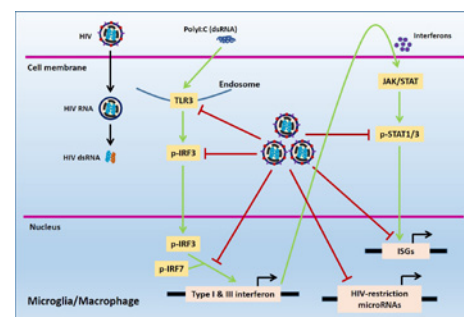 HIV
PolyI:C (dsRNA)
Interferons
Cell membrane
Endosome
JAK/STAT
TLR3
HIV RNA
p-STAT1/3
p-IRF3
HIV dsRNA
Nucleus
p-IRF3
ISGs
p-IRF7
Type I & III interferon
HIV-restriction
microRNAs
Microglia/Macrophage